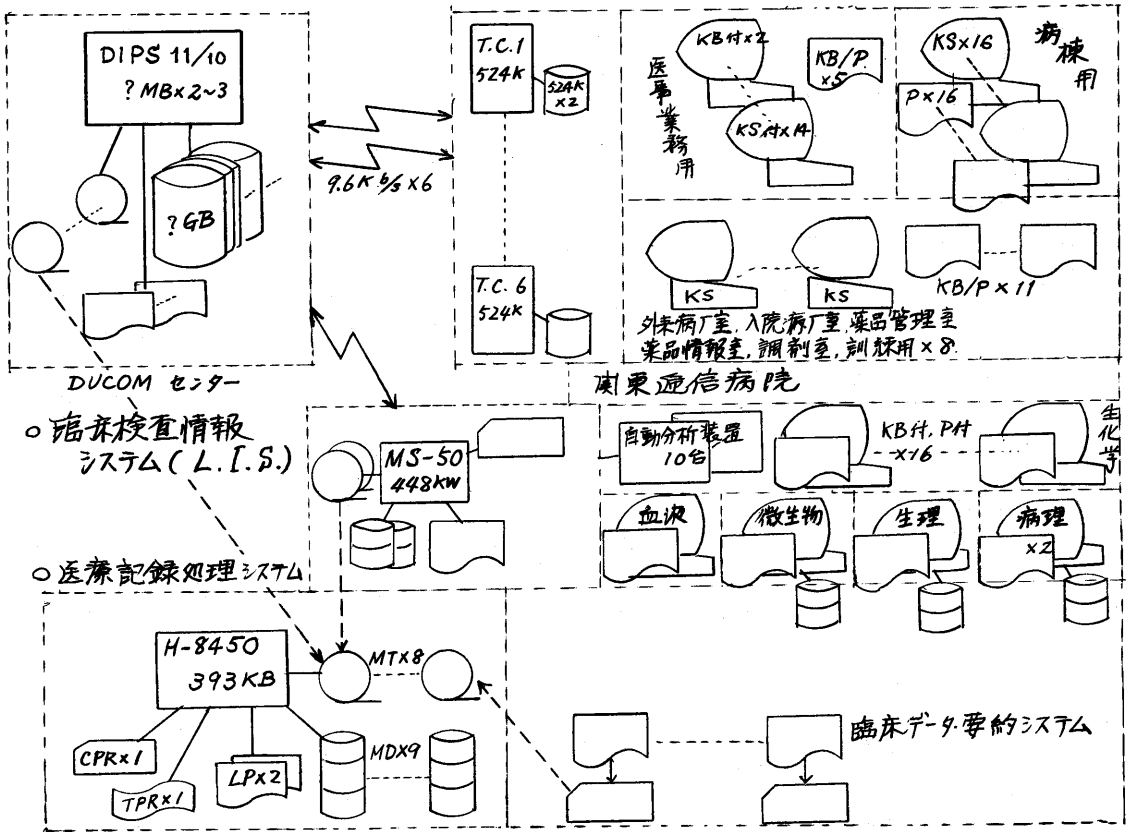 DIPS 11/10
?MB×2~3
?GB
DUCOM センター
9.6K b/s ×6
T.C.1
524K
524K
×2
T.C.6
524K
医事業務用
KB付×2
KS付×14
KB/P
×5
KS×16
P×16
病棟用
KS
KS
KB/P×11
外来病厅室,入院病厅室,薬品管理室
薬品情報室,調剤室,訓練用×8
関東逓信病院
○臨床検査情報
システム(L.I.S.)
MS-50
448KW
自動分析装置
10台
KB付,P付
×16
生化学
血液
微生物
生理
病理
×2
○医療記録処理システム
H-8450
393KB
MT×8
CPR×1
TPR×1
LP×2
MD×9
臨床データ要約システム